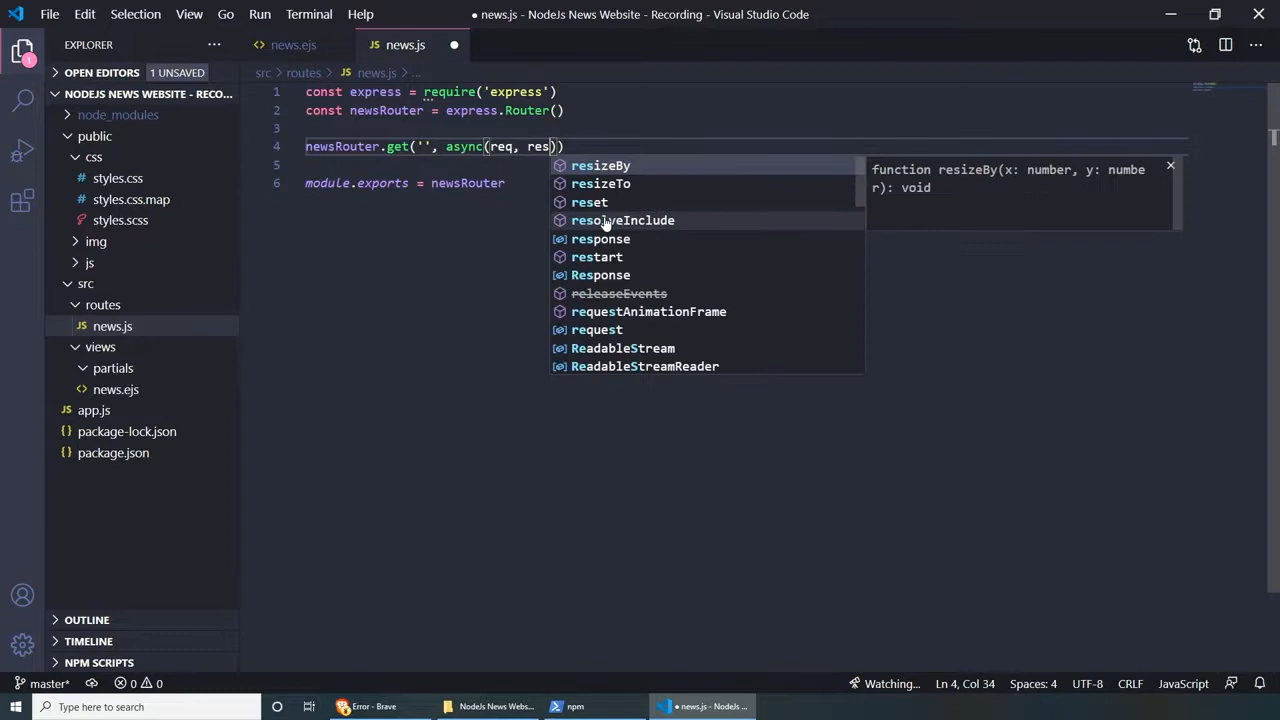 File Edit Selection View Go Run Terminal Help
● news.js - NodeJs News Website - Recording - Visual Studio Code
EXPLORER
news.ejs
JS news.js
1
OPEN EDITORS 1 UNSAVED
src > routes > JS news.js > ...
NODEJS NEWS WEBSITE - RECO...
node_modules
public
css
styles.css
styles.css.map
styles.scss
img
js
src
routes
JS news.js
views
partials
news.ejs
JS app.js
package-lock.json
package.json
OUTLINE
TIMELINE
NPM SCRIPTS
1 const express = require('express')
2 const newsRouter = express.Router()
3
4 newsRouter.get('', async(req, res))
5
6 module.exports = newsRouter
resizeBy
resizeTo
reset
resolveInclude
response
restart
Response
releaseEvents
requestAnimationFrame
request
ReadableStream
ReadableStreamReader
function resizeBy(x: number, y: numbe
r): void
master* 0 0
Watching... Ln 4, Col 34 Spaces: 4 UTF-8 CRLF JavaScript
Type here to search
Error - Brave
NodeJs News Webs...
npm
● news.js - NodeJs ...